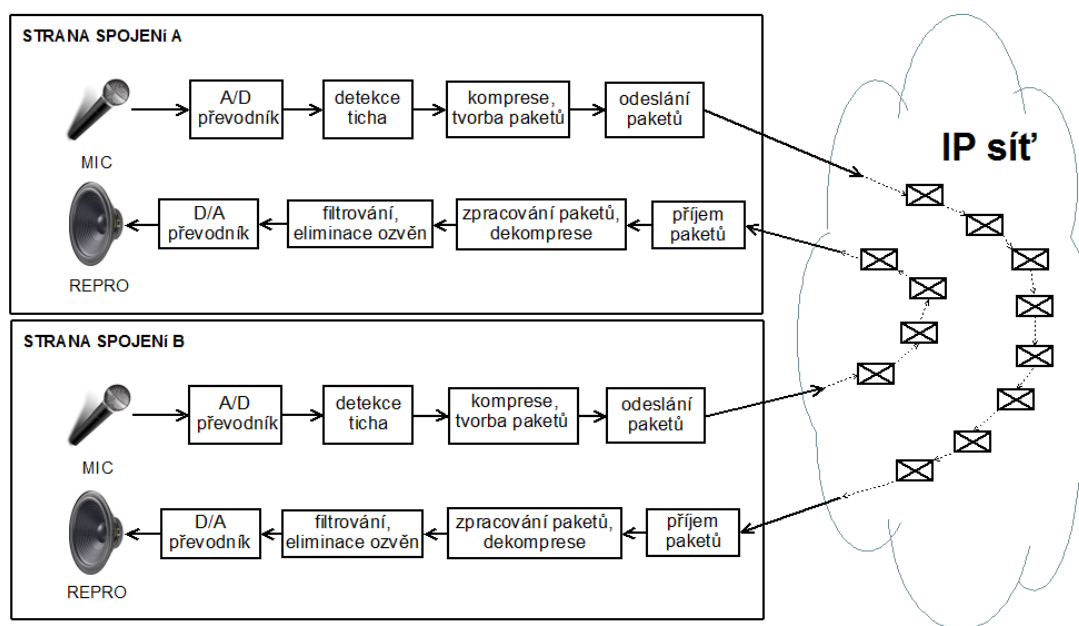 STRANA SPOJENí A
A/D
převodník
detekce
ticha
komprese,
tvorba paketů
odeslání
paketů
MIC
D/A
převodník
filtrování,
eliminace ozvěn
zpracování paketů,
dekomprese
příjem
paketů
REPRO
IP síť
STRANA SPOJENí B
A/D
převodník
detekce
ticha
komprese,
tvorba paketů
odeslání
paketů
MIC
D/A
převodník
filtrování,
eliminace ozvěn
zpracování paketů,
dekomprese
příjem
paketů
REPRO